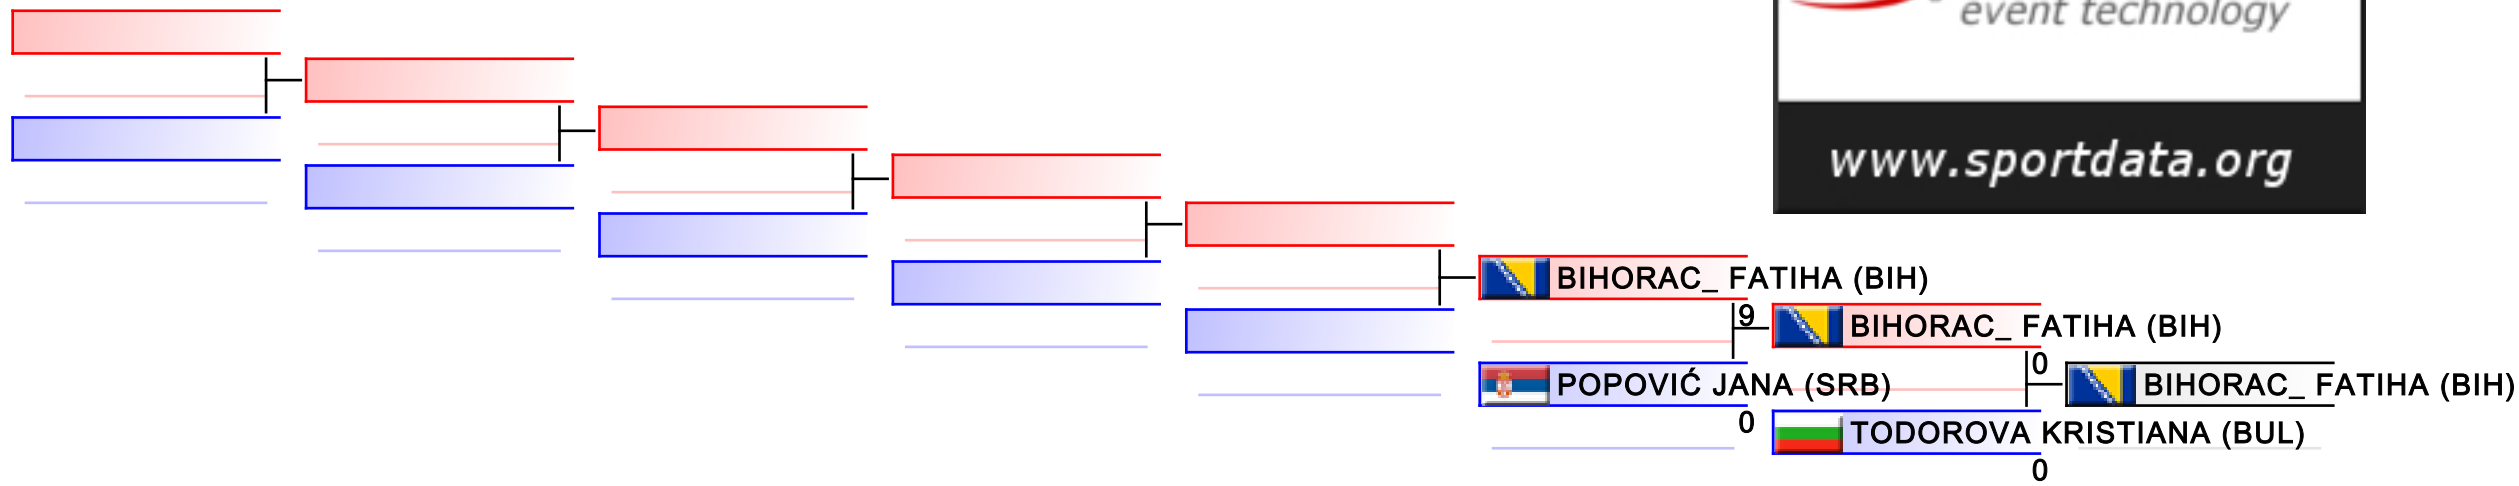 event technology
www.sportdata.org
BIHORAC_ FATIHA (BIH)
9
BIHORAC_ FATIHA (BIH)
0
POPOVIĆ JANA (SRB)
BIHORAC_ FATIHA (BIH)
0
TODOROVA KRISTIANA (BUL)
0